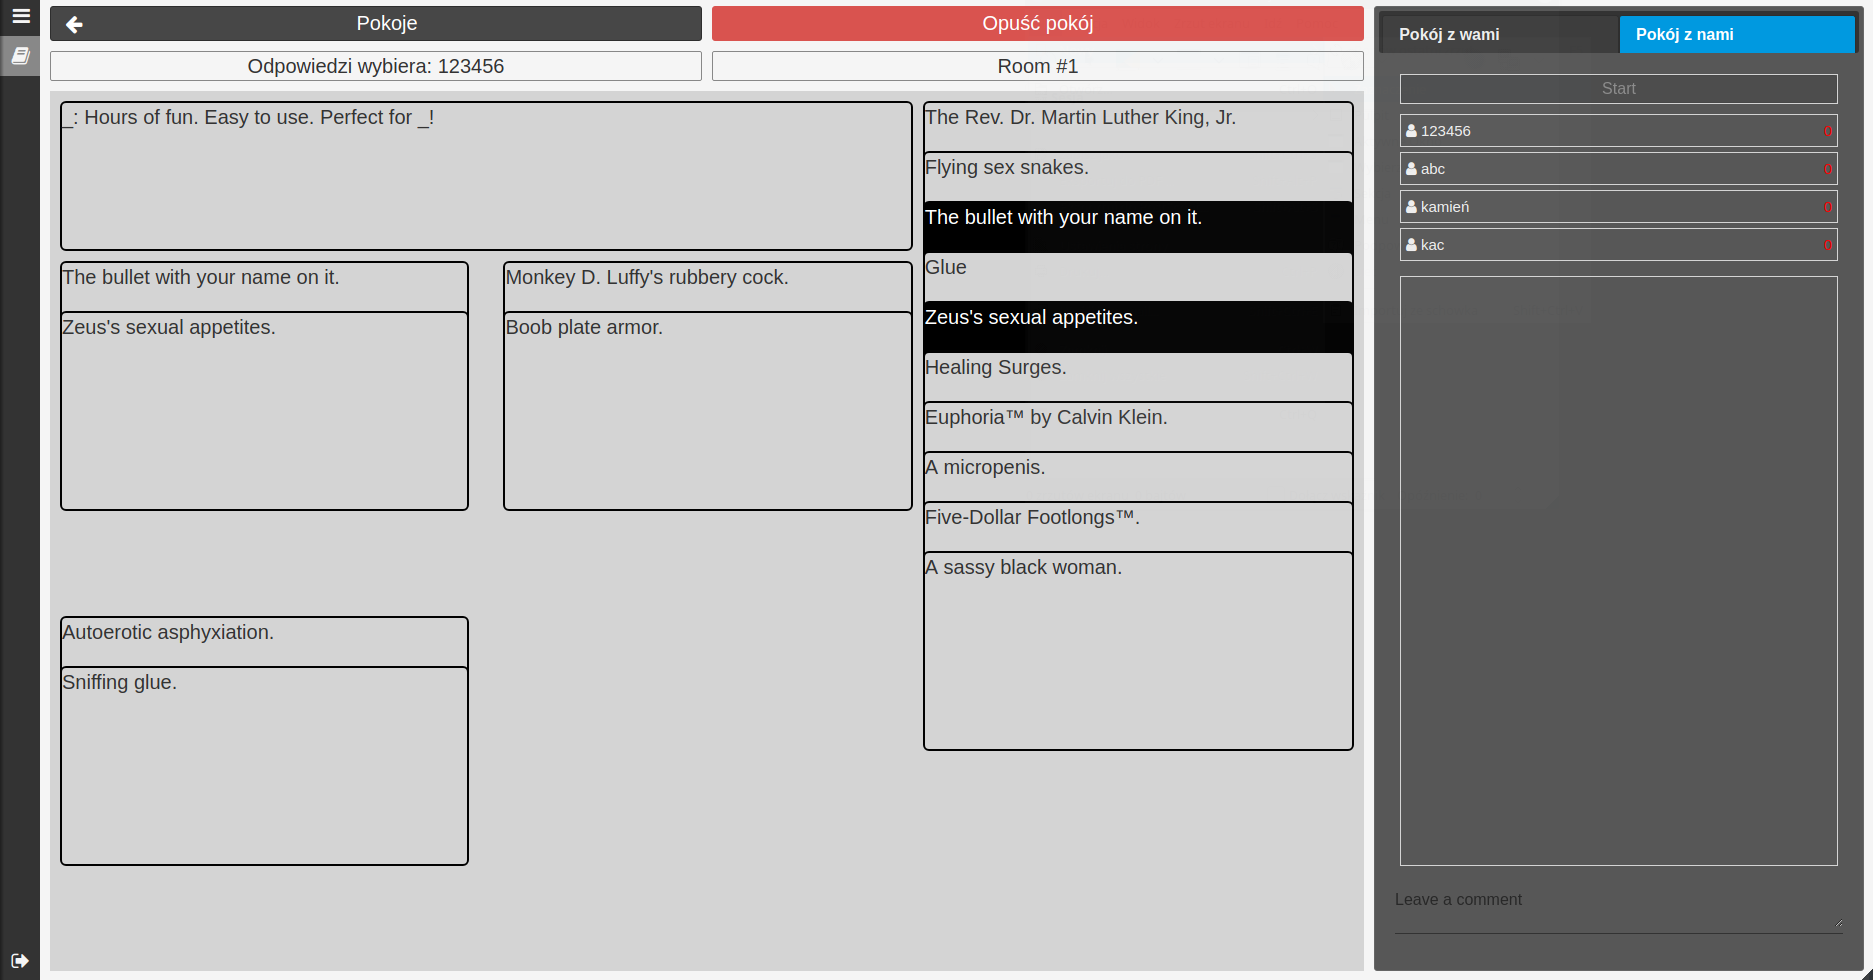 Pokoje
Opuść pokój
Odpowiedzi wybiera: 123456
Room #1
_: Hours of fun. Easy to use. Perfect for _!
The bullet with your name on it.
Zeus's sexual appetites.
Monkey D. Luffy's rubbery cock.
Boob plate armor.
Autoerotic asphyxiation.
Sniffing glue.
The Rev. Dr. Martin Luther King, Jr.
Flying sex snakes.
The bullet with your name on it.
Glue
Zeus's sexual appetites.
Healing Surges.
Euphoria™ by Calvin Klein.
A micropenis.
Five-Dollar Footlongs™.
A sassy black woman.
Pokój z wami
Pokój z nami
Start
123456 0
abc 0
kamień 0
kac 0
Leave a comment